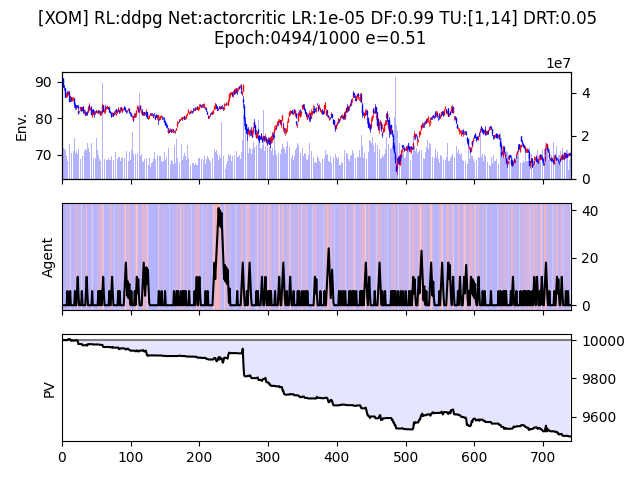 [XOM] RL:ddpg Net:actorcritic LR:1e-05 DF:0.99 TU:[1,14] DRT:0.05
Epoch:0494/1000 e=0.51
1e7
Env.
90
80
70
4
2
0
Agent
40
20
0
PV
10000
9800
9600
0 100 200 300 400 500 600 700